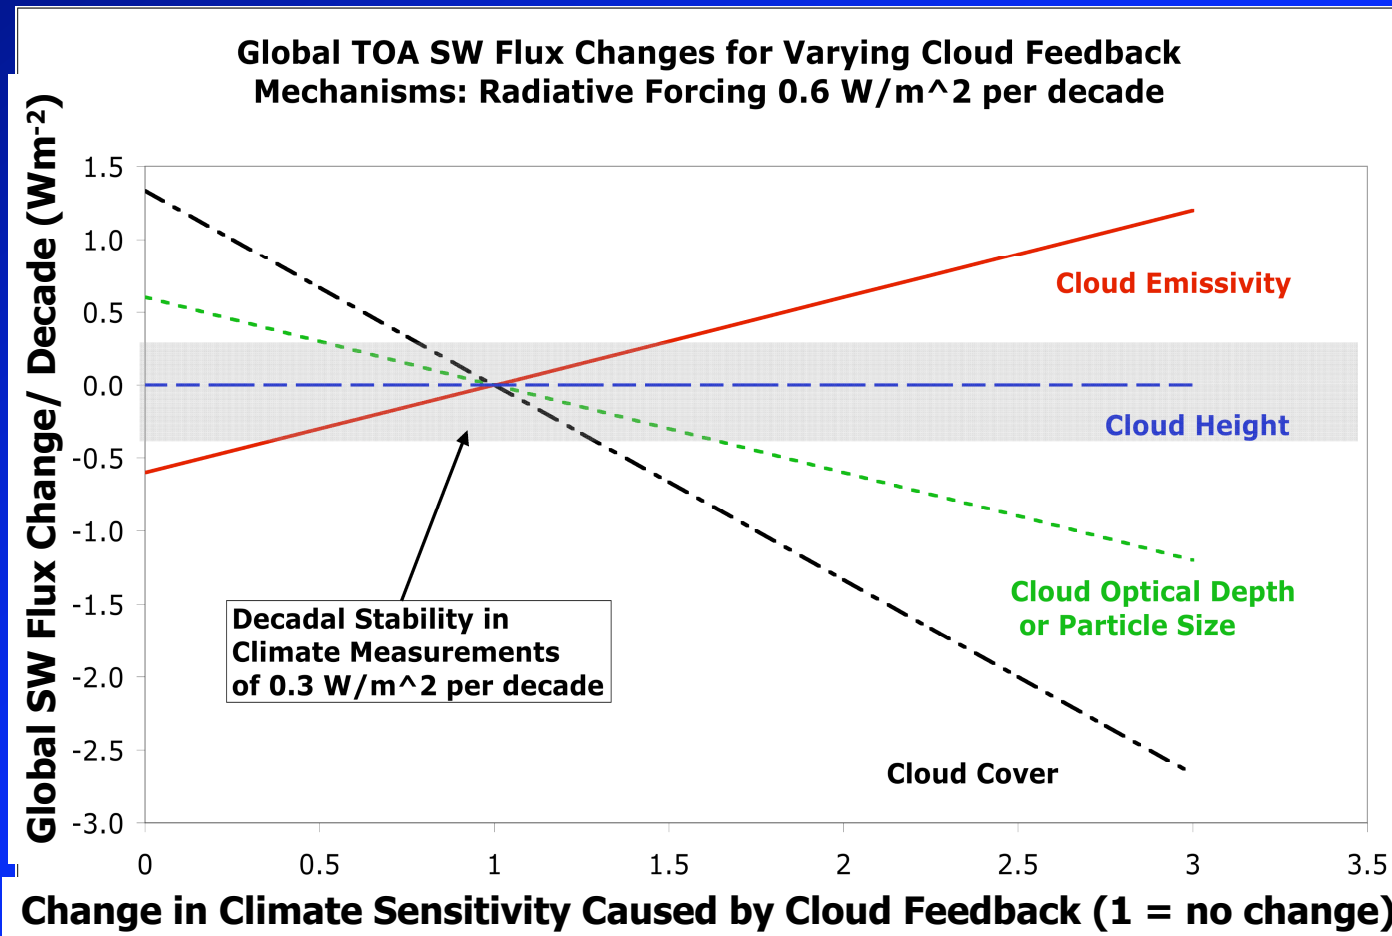 Global TOA SW Flux Changes for Varying Cloud Feedback
Mechanisms: Radiative Forcing 0.6 W/m^2 per decade
Global SW Flux Change/ Decade (Wm-2)
1.5
1.0
0.5
0.0
-0.5
-1.0
-1.5
-2.0
-2.5
-3.0
Cloud Emissivity
Cloud Height
Cloud Optical Depth
or Particle Size
Decadal Stability in
Climate Measurements
of 0.3 W/m^2 per decade
Cloud Cover
0 0.5 1 1.5 2 2.5 3 3.5
Change in Climate Sensitivity Caused by Cloud Feedback (1 = no change)